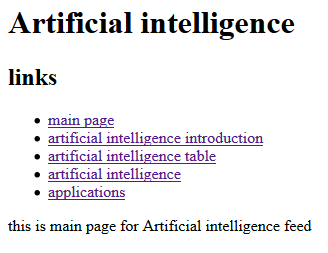 Artificial intelligence
links
main page
artificial intelligence introduction
artificial intelligence table
artificial intelligence
applications
this is main page for Artificial intelligence feed